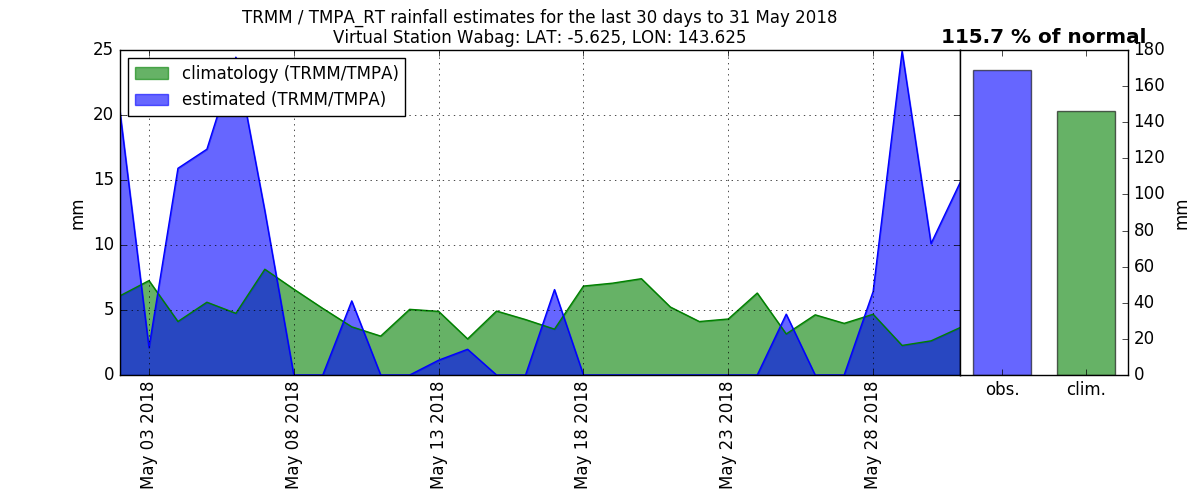 TRMM / TMPA_RT rainfall estimates for the last 30 days to 31 May 2018
Virtual Station Wabag: LAT: -5.625, LON: 143.625
115.7 % of normal
climatology (TRMM/TMPA)
estimated (TRMM/TMPA)
mm
25
20
15
10
5
0
May 03 2018
May 08 2018
May 13 2018
May 18 2018
May 23 2018
May 28 2018
obs.
clim.
180
160
140
120
100
80
60
40
20
0
mm